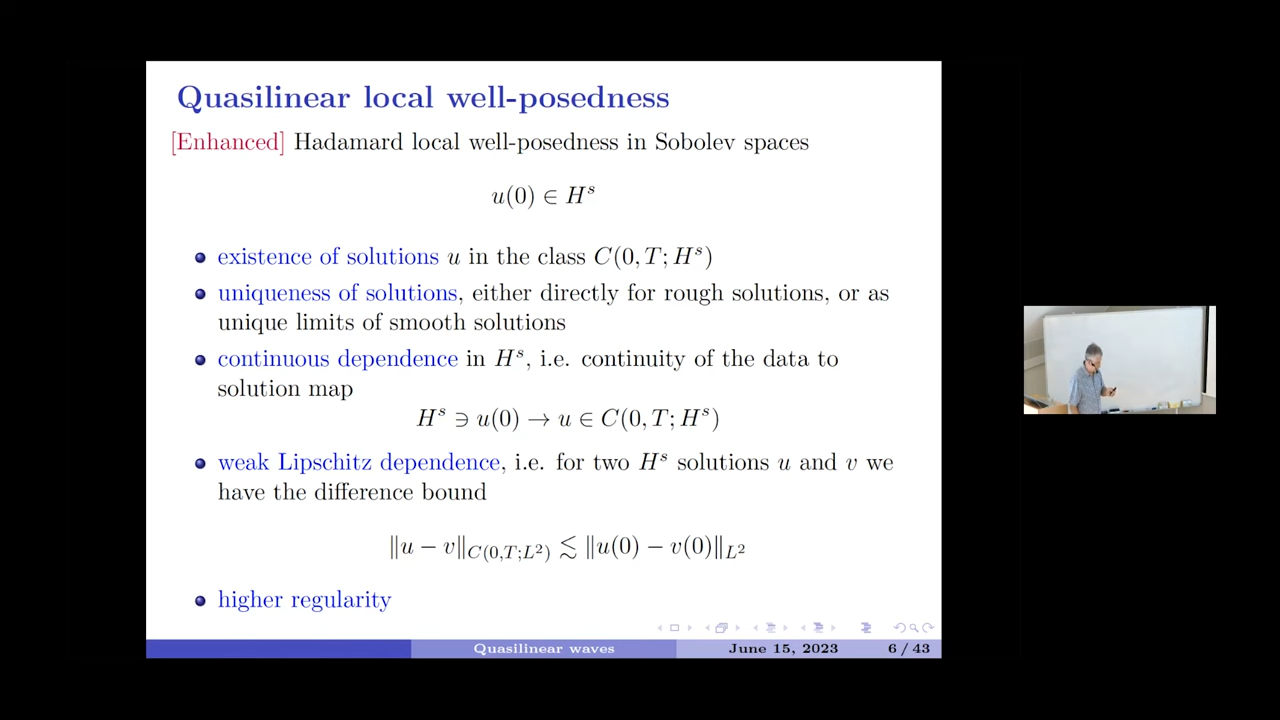 Quasilinear local well-posedness
[Enhanced] Hadamard local well-posedness in Sobolev spaces
u(0) ∈ H^s
existence of solutions u in the class C(0, T; H^s)
uniqueness of solutions, either directly for rough solutions, or as
unique limits of smooth solutions
continuous dependence in H^s, i.e. continuity of the data to
solution map
H^s ∋ u(0) → u ∈ C(0, T; H^s)
weak Lipschitz dependence, i.e. for two H^s solutions u and v we
have the difference bound
‖u − v‖_{C(0,T;L^2)} ≲ ‖u(0) − v(0)‖_{L^2}
higher regularity
Quasilinear waves June 15, 2023 6 / 43